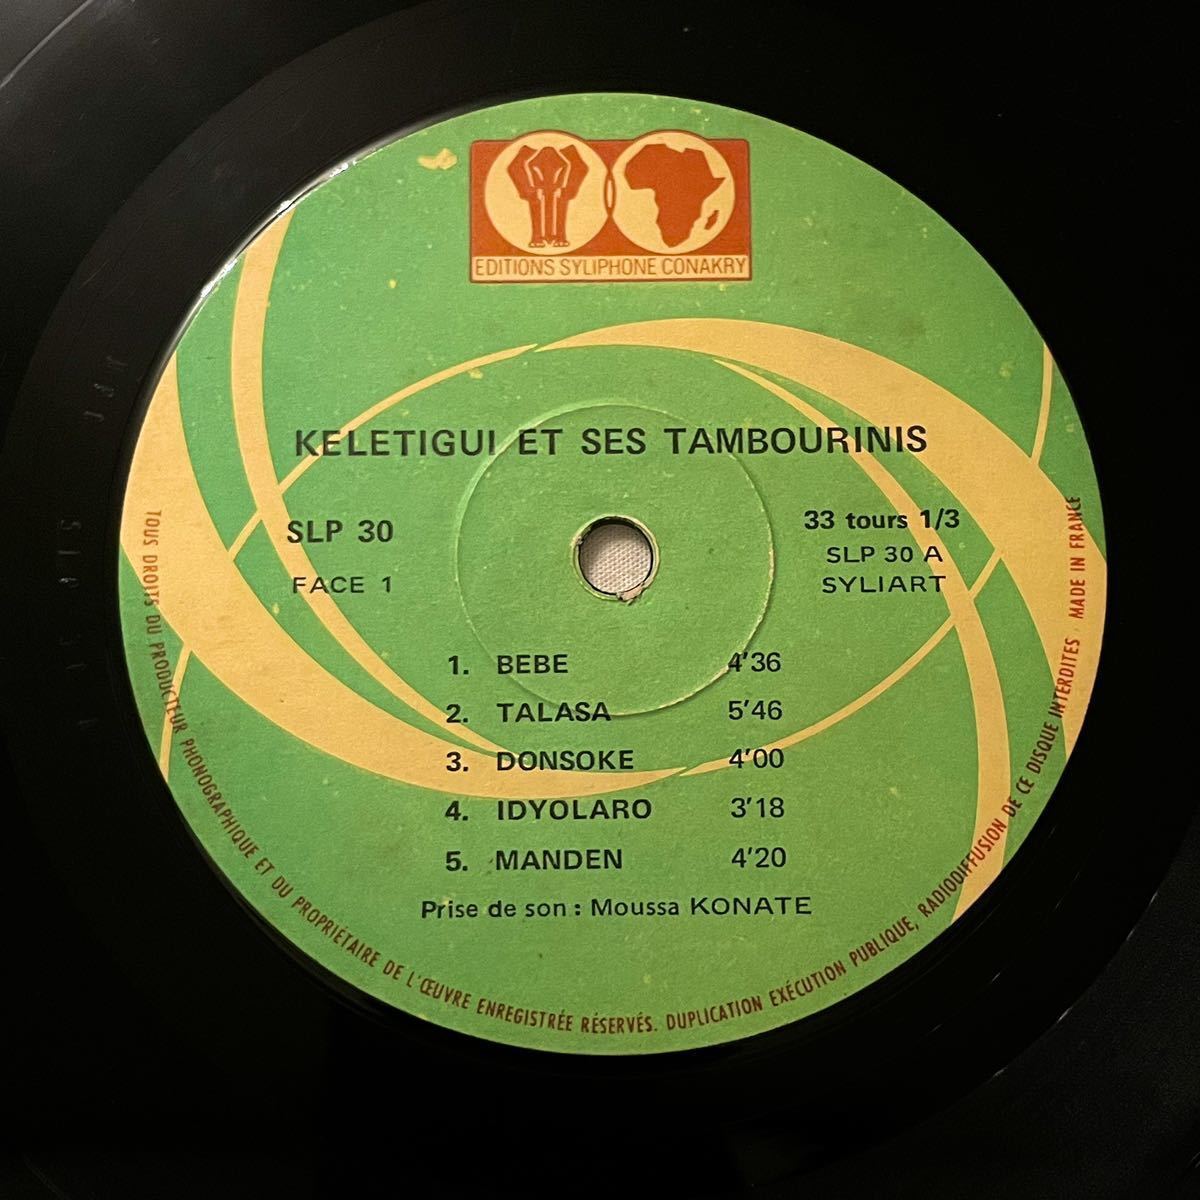 EDITIONS SYLIPHONE CONAKRY
KELETIGUI ET SES TAMBOURINIS
SLP 30
FACE 1
33 tours 1/3
SLP 30 A
SYLIART
1. BEBE 4'36
2. TALASA 5'46
3. DONSOKE 4'00
4. IDYOLARO 3'18
5. MANDEN 4'20
Prise de son : Moussa KONATE
TOUS DROITS DU PRODUCTEUR PHONOGRAPHIQUE ET DU PROPRIÉTAIRE DE L'ŒUVRE ENREGISTRÉE RÉSERVÉS. DUPLICATION EXÉCUTION PUBLIQUE, RADIODIFFUSION DE CE DISQUE INTERDITES. MADE IN FRANCE